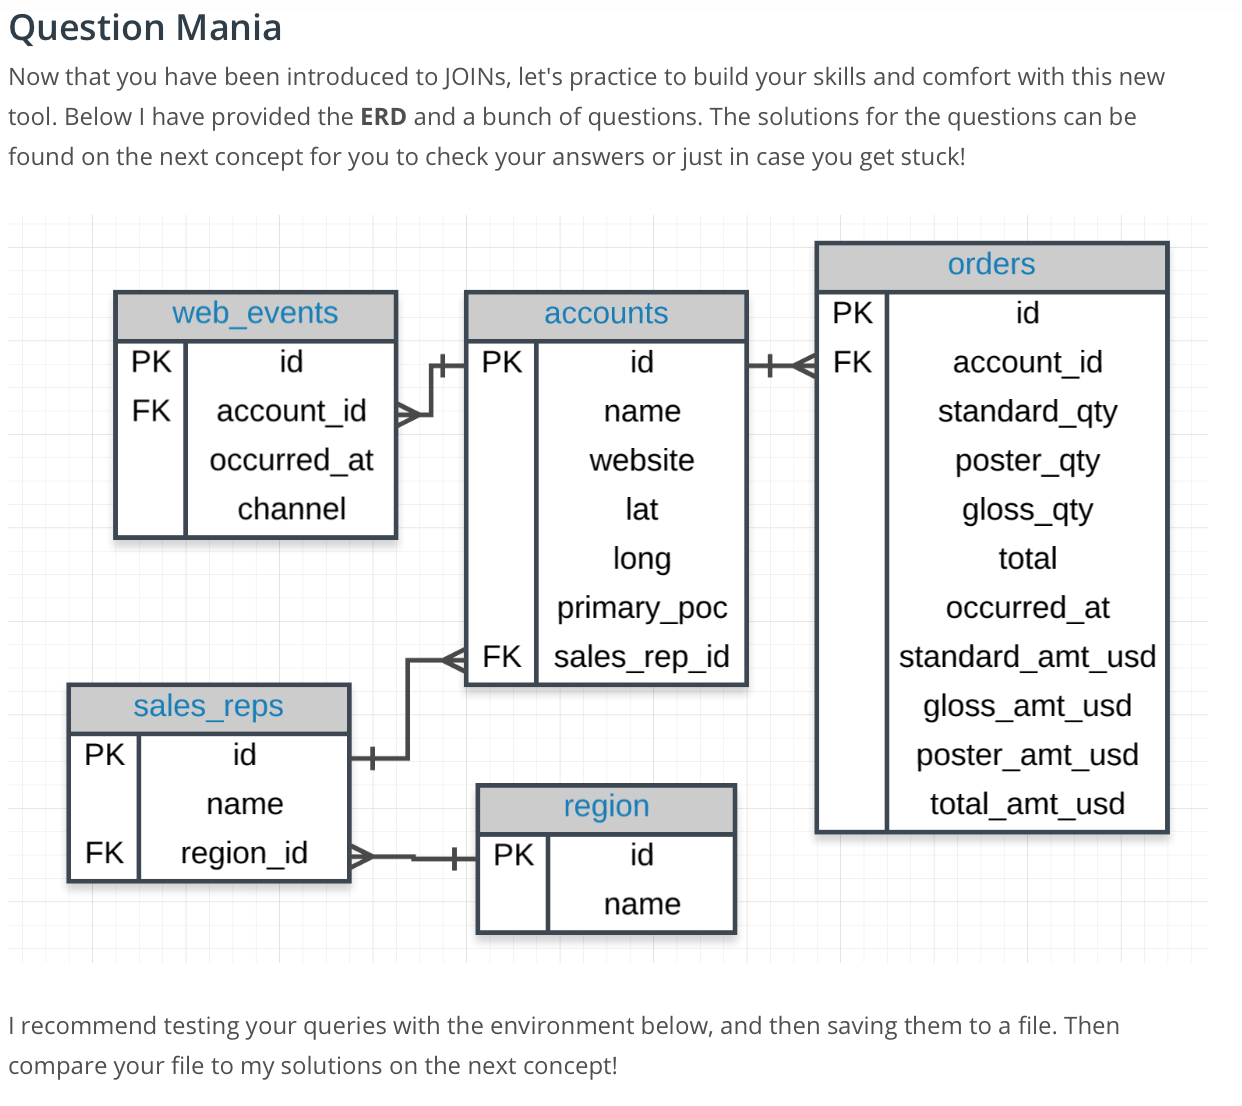 Question Mania
Now that you have been introduced to JOINs, let's practice to build your skills and comfort with this new
tool. Below I have provided the ERD and a bunch of questions. The solutions for the questions can be
found on the next concept for you to check your answers or just in case you get stuck!
web_events
PK id
FK account_id
occurred_at
channel
accounts
PK id
name
website
lat
long
primary_poc
FK sales_rep_id
orders
PK id
FK account_id
standard_qty
poster_qty
gloss_qty
total
occurred_at
standard_amt_usd
gloss_amt_usd
poster_amt_usd
total_amt_usd
sales_reps
PK id
name
FK region_id
region
PK id
name
I recommend testing your queries with the environment below, and then saving them to a file. Then
compare your file to my solutions on the next concept!